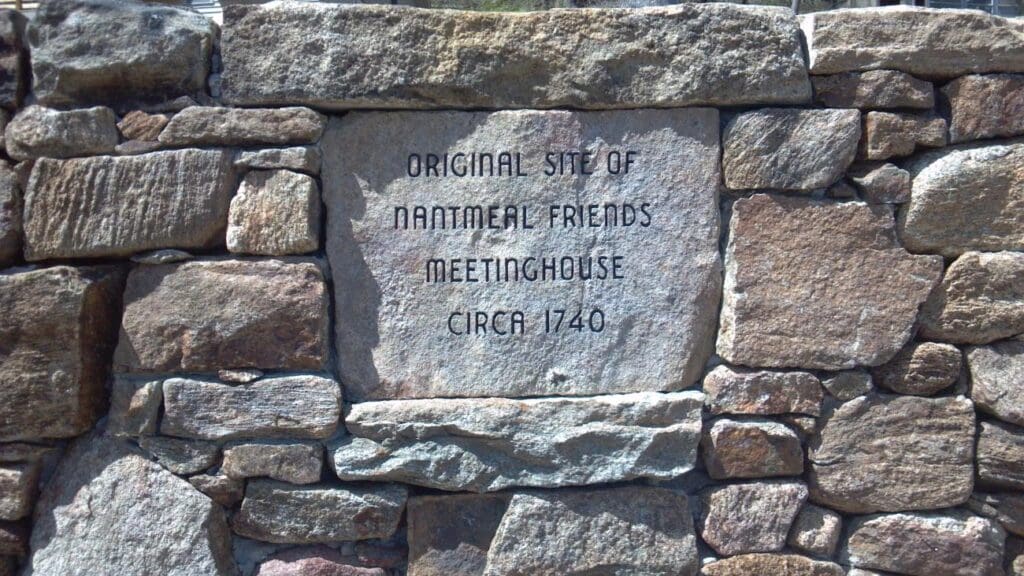 ORIGINAL SITE OF
NANTMEAL FRIENDS
MEETINGHOUSE
CIRCA 1740